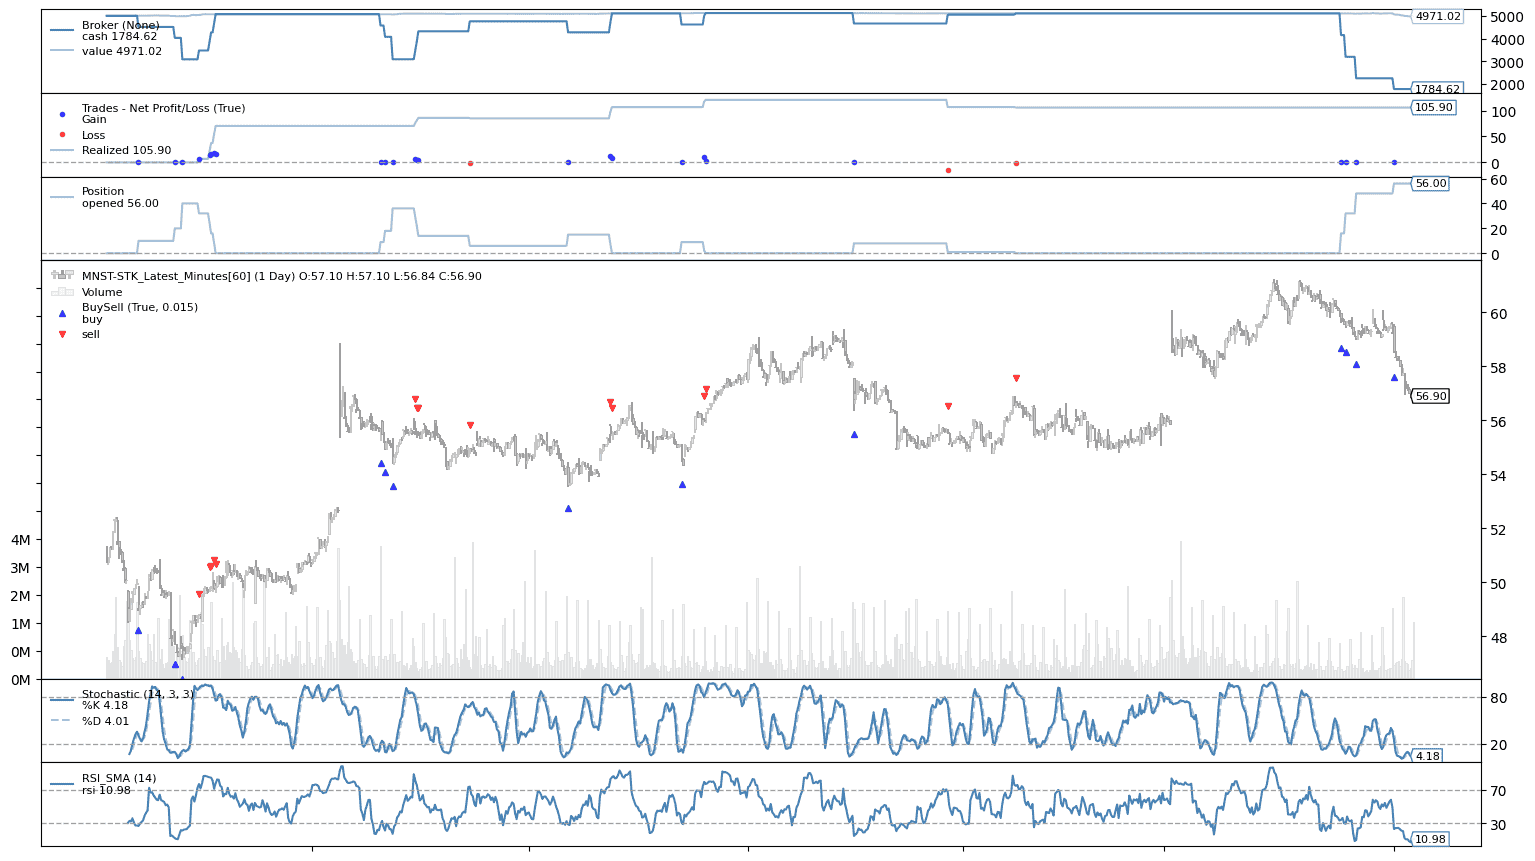 Broker (None)
cash 1784.62
value 4971.02
5000
4000
3000
2000
4971.02
1784.62
Trades - Net Profit/Loss (True)
Gain
Loss
Realized 105.90
100
50
0
105.90
Position
opened 56.00
60
40
20
0
56.00
MNST-STK_Latest_Minutes[60] (1 Day) O:57.10 H:57.10 L:56.84 C:56.90
Volume
BuySell (True, 0.015)
buy
sell
60
58
56
54
52
50
48
56.90
4M
3M
2M
1M
0M
0M
Stochastic (14, 3, 3)
%K 4.18
%D 4.01
80
20
4.18
RSI_SMA (14)
rsi 10.98
70
30
10.98